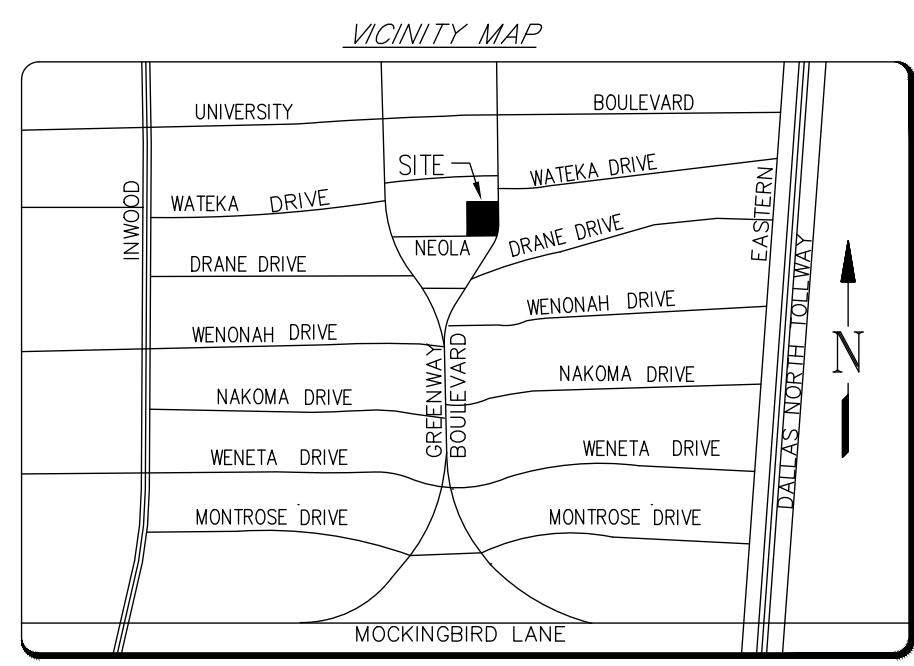 VICINITY MAP
UNIVERSITY BOULEVARD
SITE
WATEKA DRIVE
WATEKA DRIVE
INWOOD
EASTERN
NEOLA
DRANE DRIVE
DRANE DRIVE
DALLAS NORTH TOLLWAY
WENONAH DRIVE
WENONAH DRIVE
N
GREENWAY
BOULEVARD
NAKOMA DRIVE
NAKOMA DRIVE
WENETA DRIVE
WENETA DRIVE
MONTROSE DRIVE
MONTROSE DRIVE
MOCKINGBIRD LANE